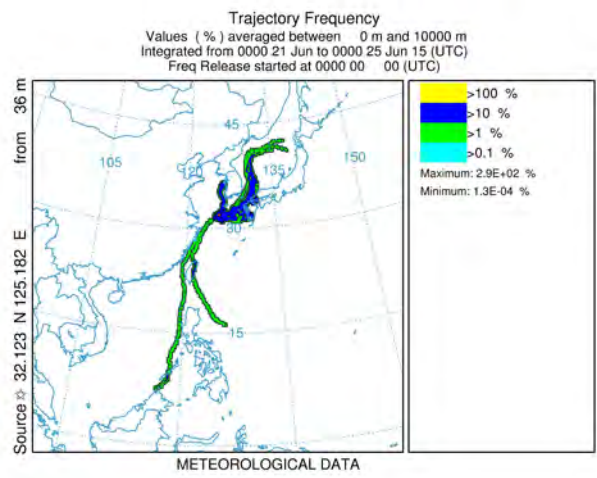 Trajectory Frequency
Values ( % ) averaged between 0 m and 10000 m
Integrated from 0000 21 Jun to 0000 25 Jun 15 (UTC)
Freq Release started at 0000 00 00 (UTC)
Source ☆ 32.123 N 125.182 E from 36 m
45
105
120
135
150
30
15
>100 %
>10 %
>1 %
>0.1 %
Maximum: 2.9E+02 %
Minimum: 1.3E-04 %
METEOROLOGICAL DATA